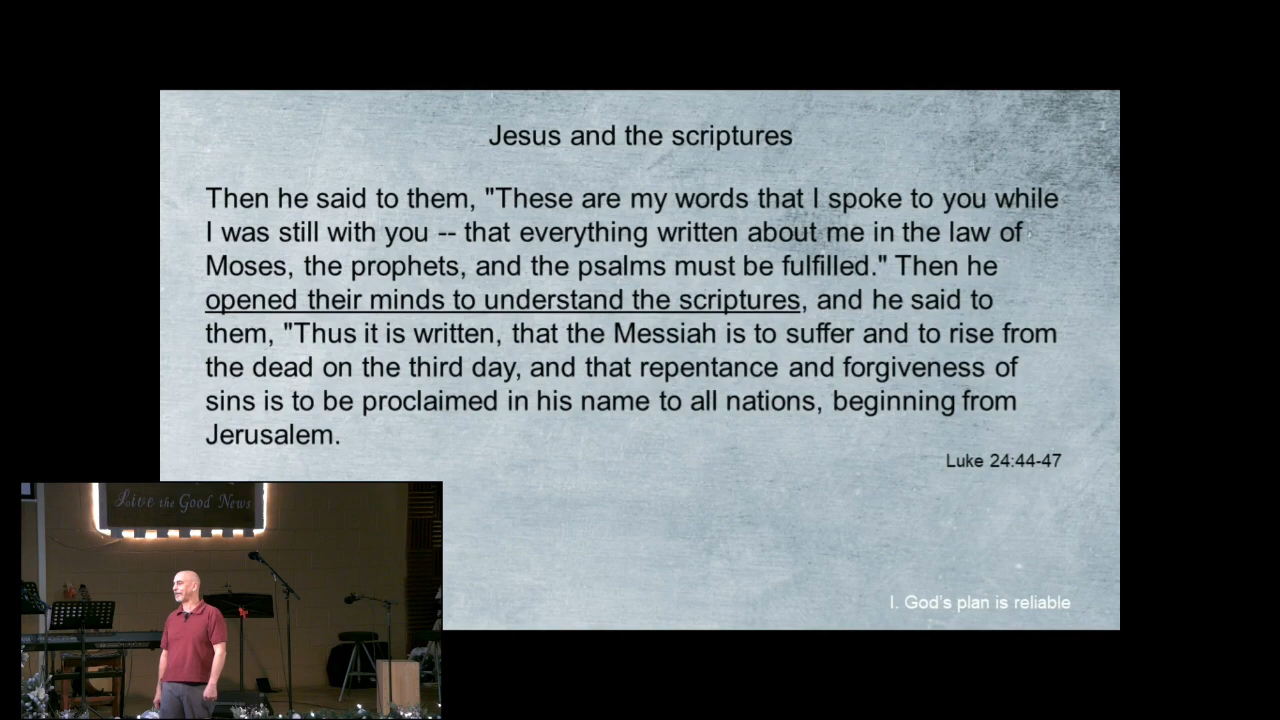 Jesus and the scriptures
Then he said to them, "These are my words that I spoke to you while
I was still with you -- that everything written about me in the law of
Moses, the prophets, and the psalms must be fulfilled." Then he
opened their minds to understand the scriptures, and he said to
them, "Thus it is written, that the Messiah is to suffer and to rise from
the dead on the third day, and that repentance and forgiveness of
sins is to be proclaimed in his name to all nations, beginning from
Jerusalem.
Luke 24:44-47
Live the Good News
I. God's plan is reliable